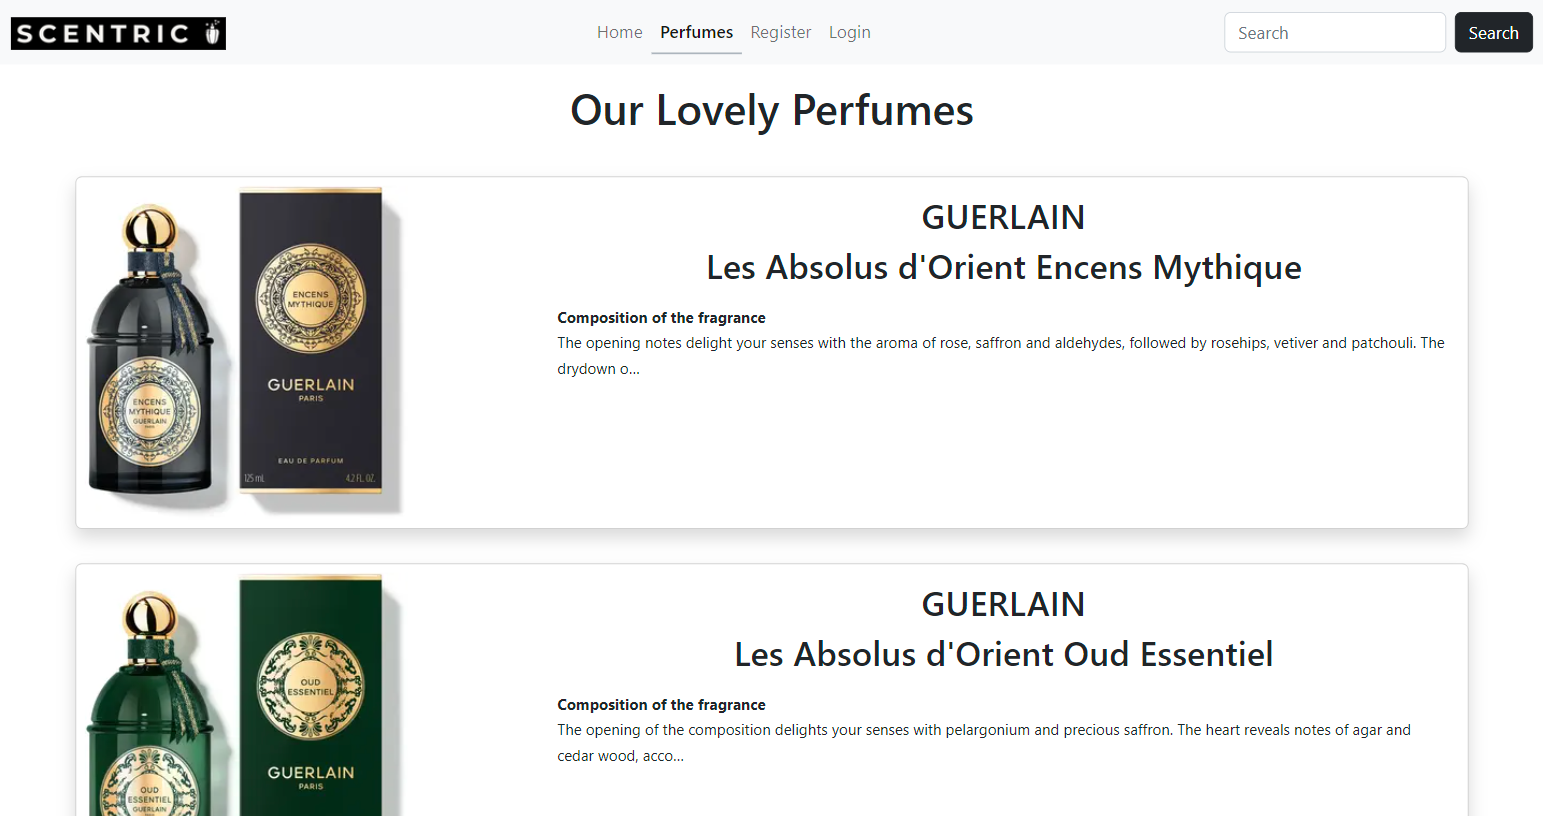 SCENTRIC
Home Perfumes Register Login
Search Search
Our Lovely Perfumes
ENCENS
MYTHIQUE
GUERLAIN
PARIS
ENCENS
MYTHIQUE
GUERLAIN
EAU DE PARFUM
125 ml 4.2 FL. OZ.
GUERLAIN
Les Absolus d'Orient Encens Mythique
Composition of the fragrance
The opening notes delight your senses with the aroma of rose, saffron and aldehydes, followed by rosehips, vetiver and patchouli. The
drydown o...
OUD
ESSENTIEL
GUERLAIN
PARIS
OUD
ESSENTIEL
GUERLAIN
GUERLAIN
Les Absolus d'Orient Oud Essentiel
Composition of the fragrance
The opening of the composition delights your senses with pelargonium and precious saffron. The heart reveals notes of agar and
cedar wood, acco...